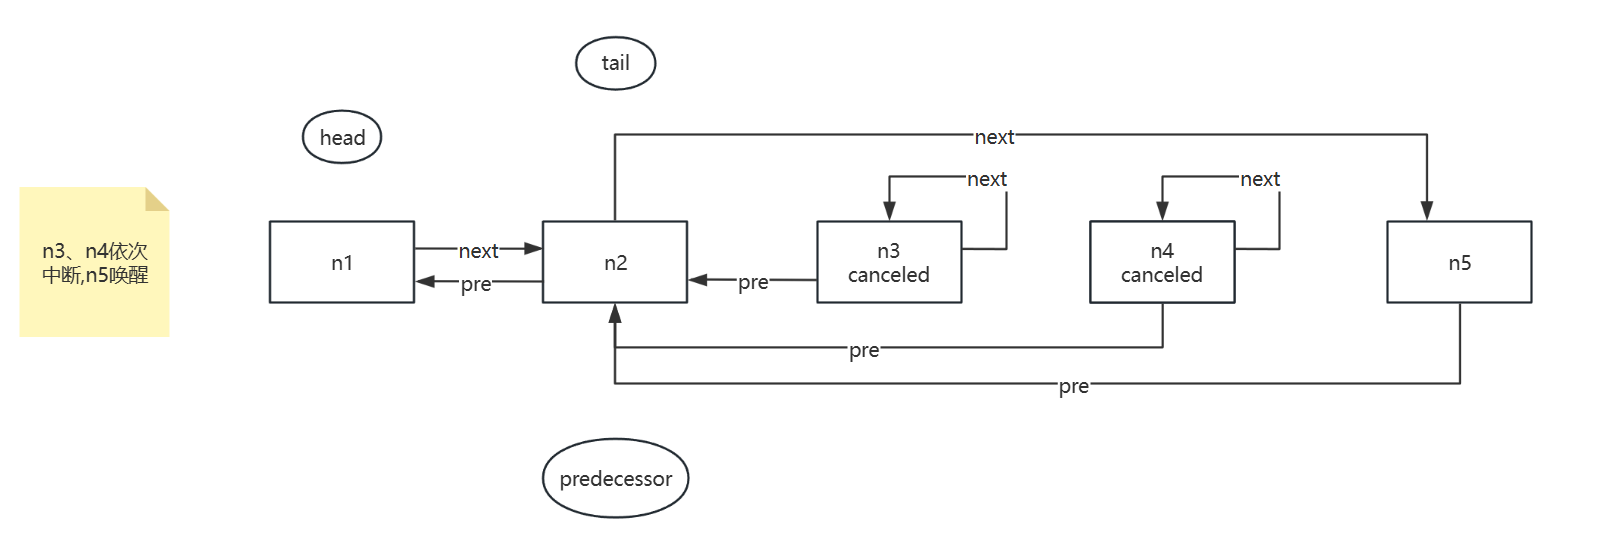 tail
head
next
next
next
n3、n4依次
中断,n5唤醒
n1
next
pre
n2
pre
n3
canceled
n4
canceled
n5
pre
pre
predecessor